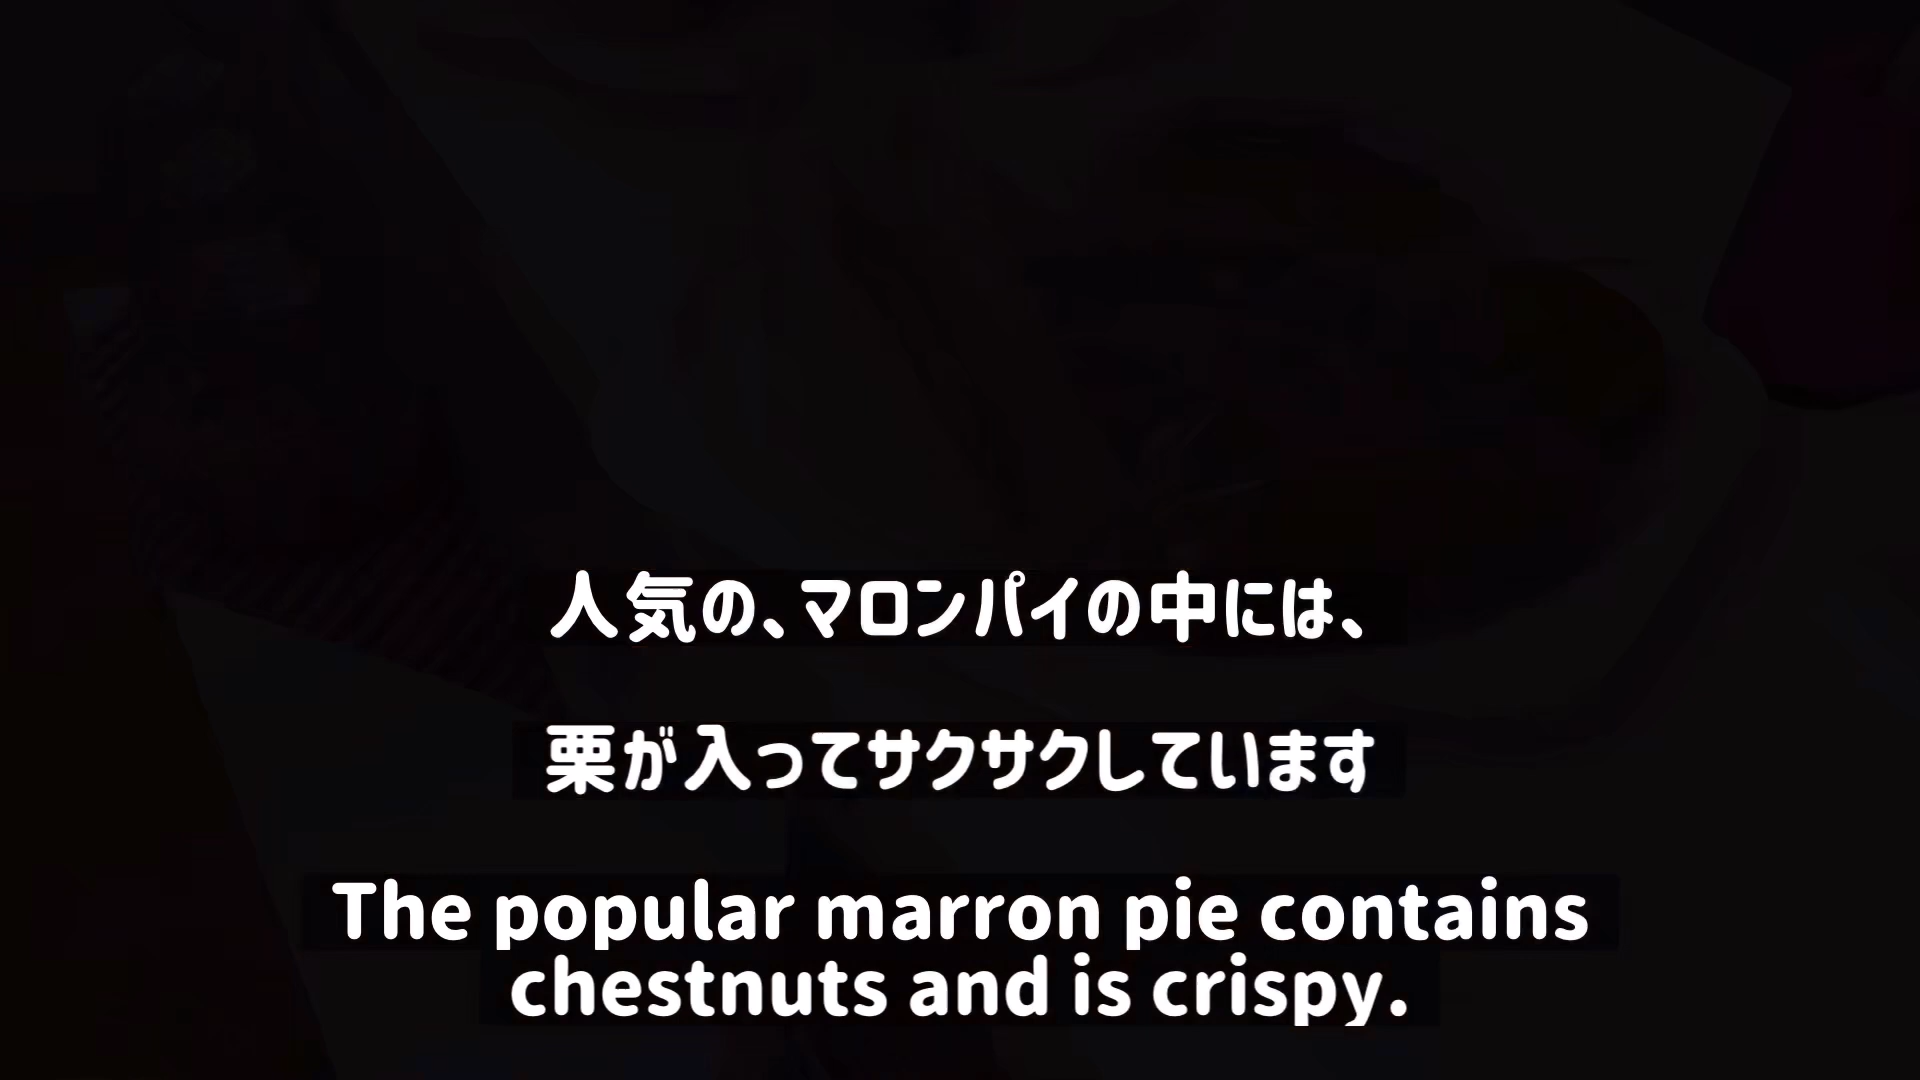 人気の、マロンパイの中には、
栗が入ってサクサクしています
The popular marron pie contains
chestnuts and is crispy.